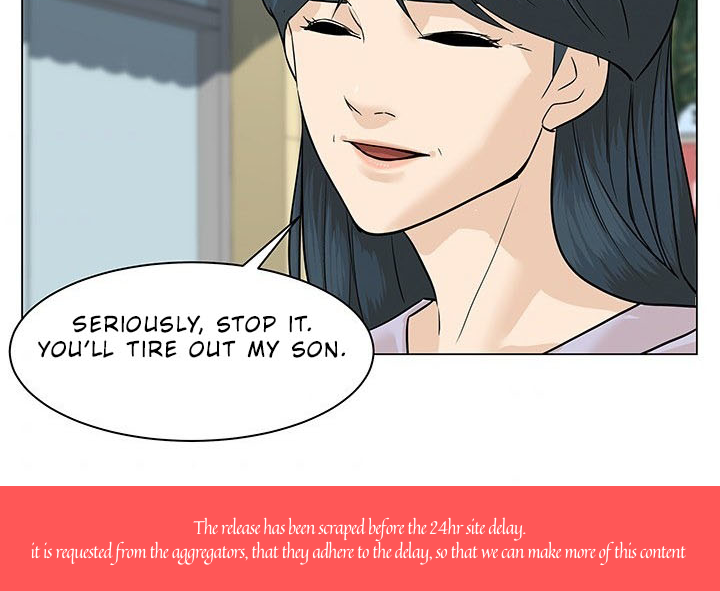 SERIOUSLY, STOP IT.
YOU'LL TIRE OUT MY SON.
The release has been scraped before the 24hr site delay.
it is requested from the aggregators, that they adhere to the delay, so that we can make more of this content